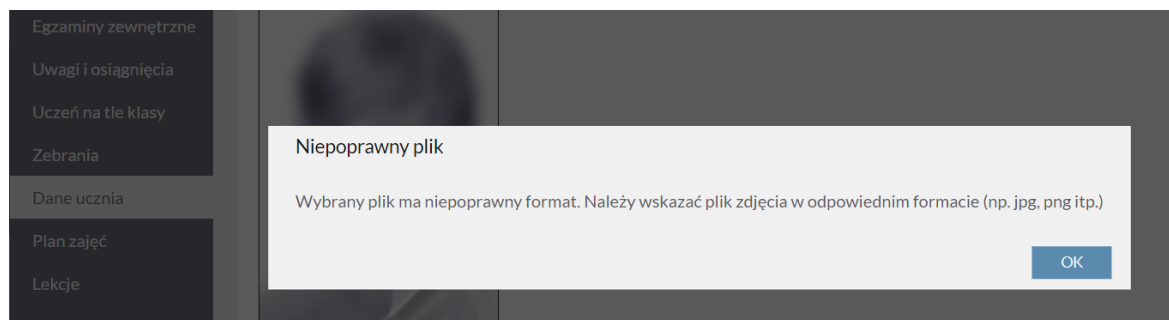 Egzaminy zewnętrzne
Uwagi i osiągnięcia
Uczeń na tle klasy
Zebrania
Dane ucznia
Plan zajęć
Lekcje
Niepoprawny plik
Wybrany plik ma niepoprawny format. Należy wskazać plik zdjęcia w odpowiednim formacie (np. jpg, png itp.)
OK